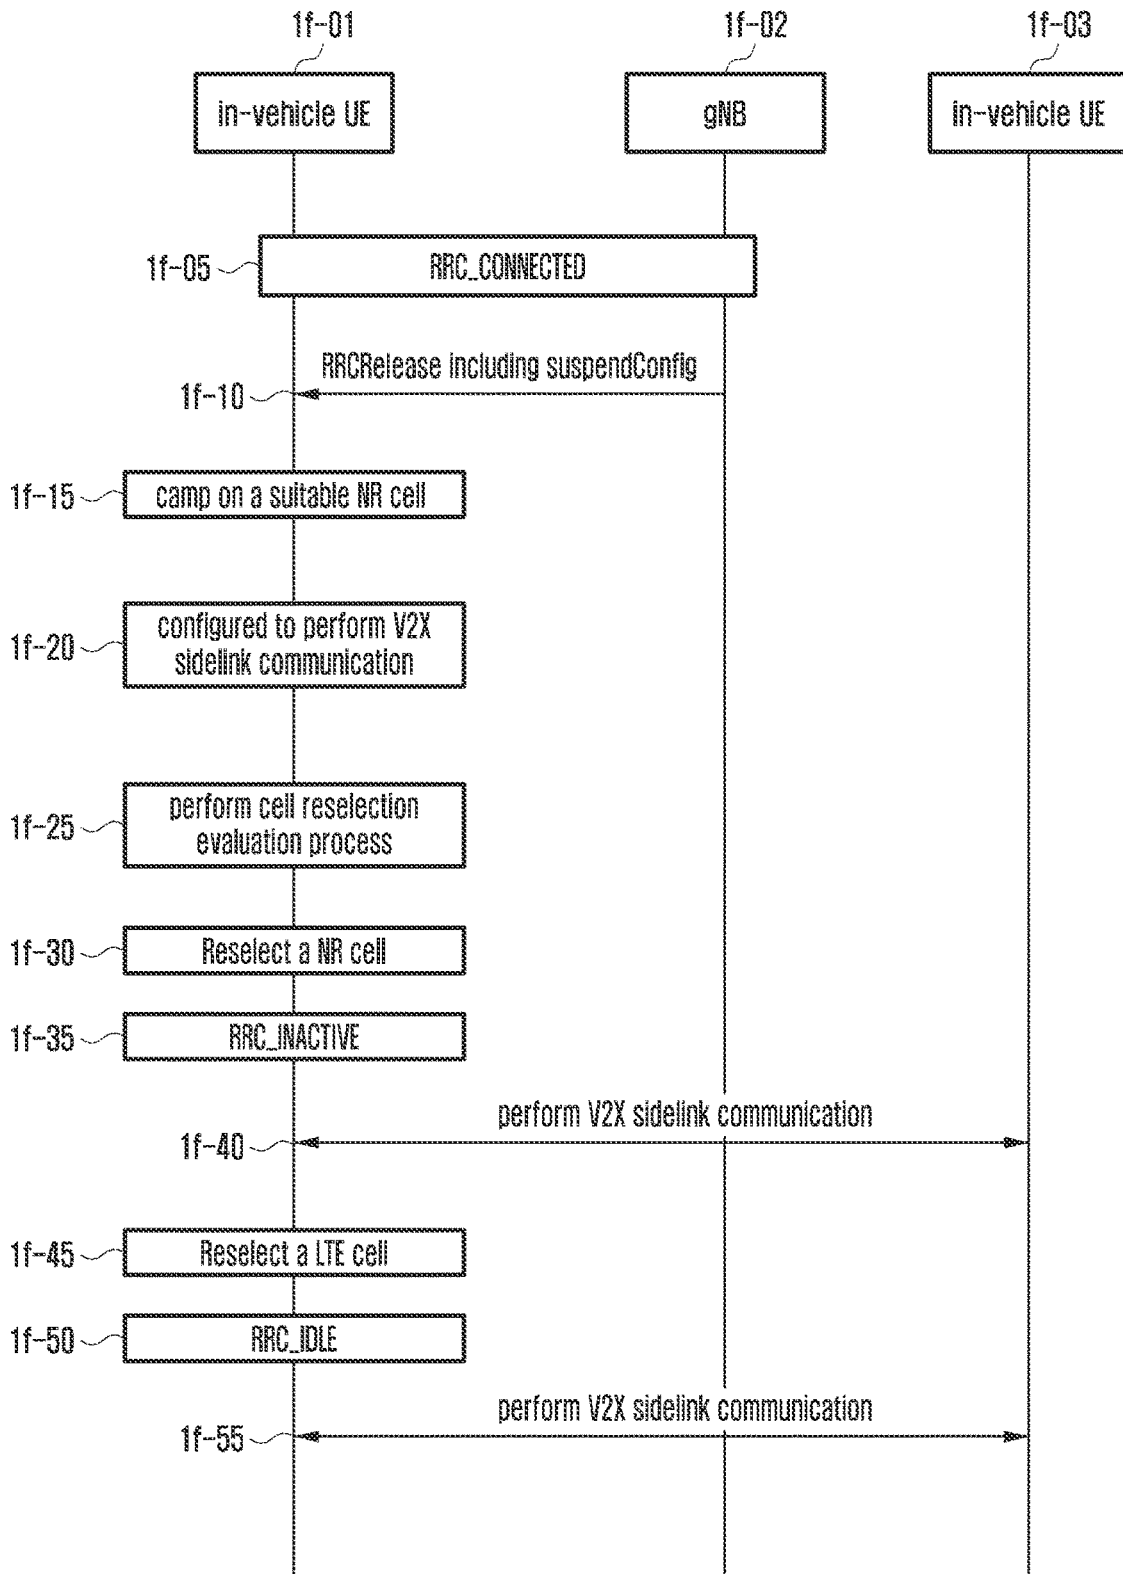 1f-01
1f-02
1f-03
in-vehicle UE
gNB
in-vehicle UE
1f-05
RRC_CONNECTED
RRCRelease including suspendConfig
1f-10
1f-15
camp on a suitable NR cell
1f-20
configured to perform V2X
sidelink communication
1f-25
perform cell reselection
evaluation process
1f-30
Reselect a NR cell
1f-35
RRC_INACTIVE
perform V2X sidelink communication
1f-40
1f-45
Reselect a LTE cell
1f-50
RRC_IDLE
perform V2X sidelink communication
1f-55